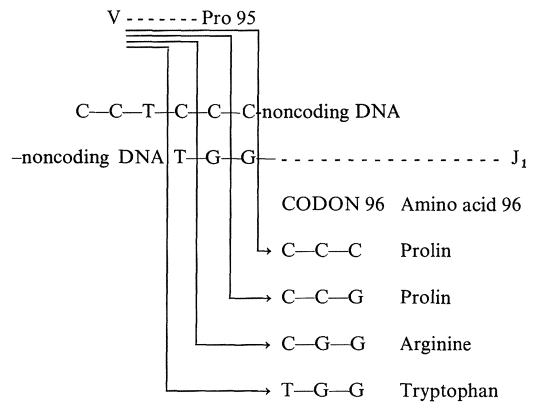 V - - - - - - - Pro 95
C—C—T—C—C—C-noncoding DNA
–noncoding DNA T—G—G— - - - - - - - - - - - - - - - - - - J₁
CODON 96 Amino acid 96
C—C—C Prolin
C—C—G Prolin
C—G—G Arginine
T—G—G Tryptophan